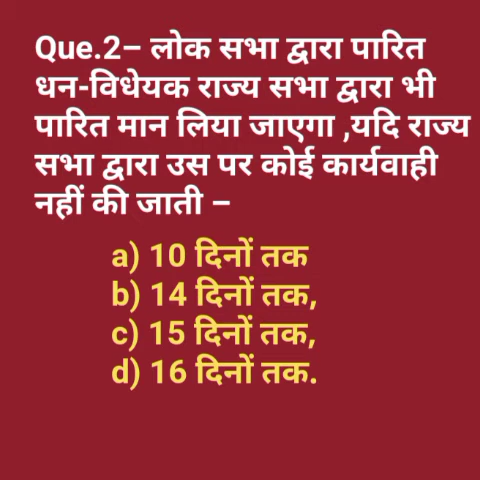 Que.2– लोक सभा द्वारा पारित
धन-विधेयक राज्य सभा द्वारा भी
पारित मान लिया जाएगा ,यदि राज्य
सभा द्वारा उस पर कोई कार्यवाही
नहीं की जाती –
a) 10 दिनों तक
b) 14 दिनों तक,
c) 15 दिनों तक,
d) 16 दिनों तक.